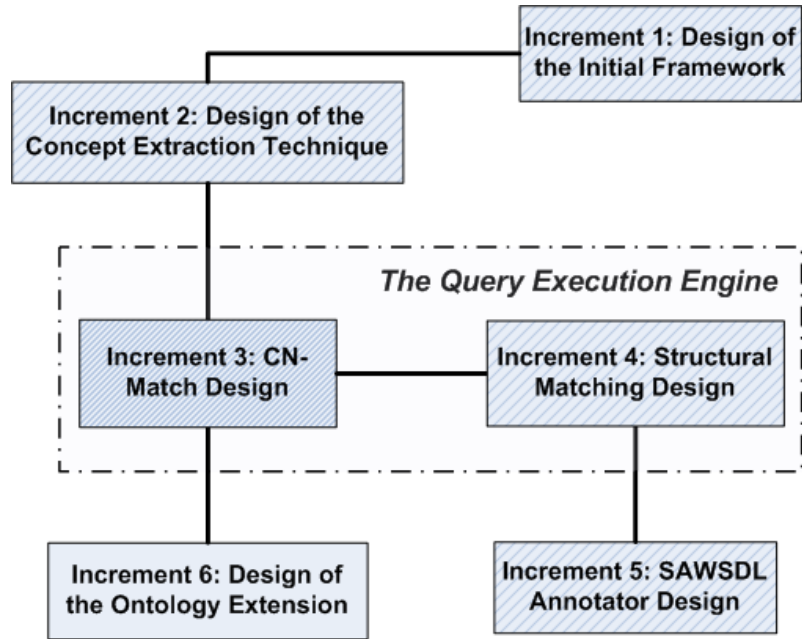 Increment 1: Design of
the Initial Framework
Increment 2: Design of the
Concept Extraction Technique
The Query Execution Engine
Increment 3: CN-
Match Design
Increment 4: Structural
Matching Design
Increment 6: Design of
the Ontology Extension
Increment 5: SAWSDL
Annotator Design